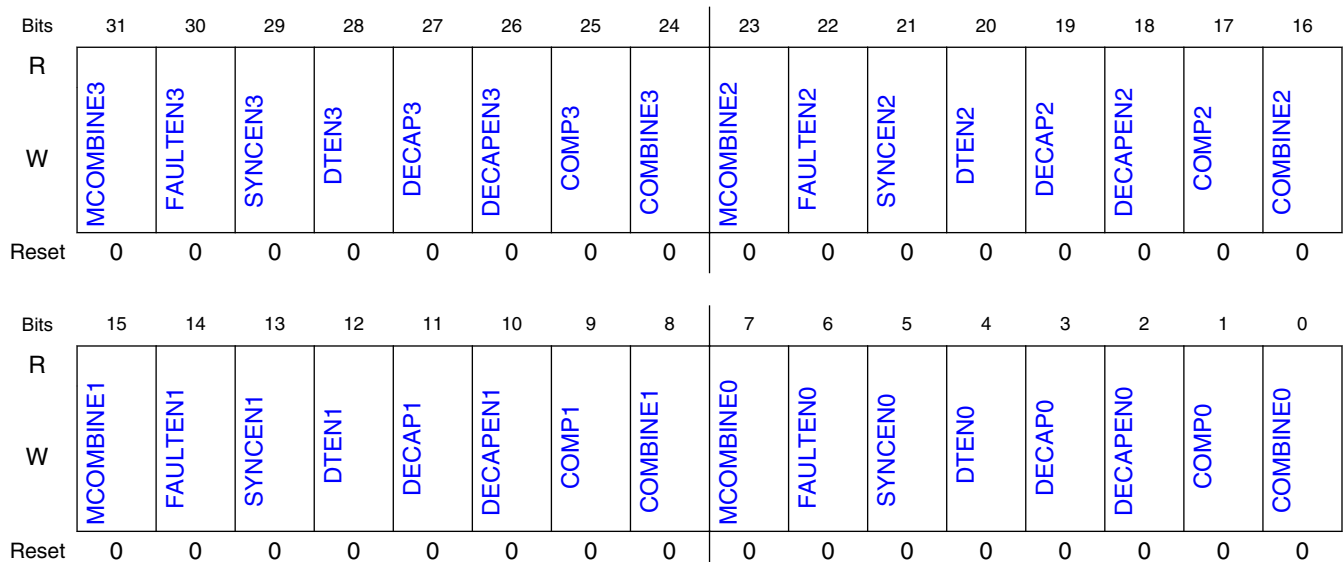 Bits 31 30 29 28 27 26 25 24 23 22 21 20 19 18 17 16
R
W
MCOMBINE3 FAULTEN3 SYNCEN3 DTEN3 DECAP3 DECAPEN3 COMP3 COMBINE3 MCOMBINE2 FAULTEN2 SYNCEN2 DTEN2 DECAP2 DECAPEN2 COMP2 COMBINE2
Reset 0 0 0 0 0 0 0 0 0 0 0 0 0 0 0 0
Bits 15 14 13 12 11 10 9 8 7 6 5 4 3 2 1 0
R
W
MCOMBINE1 FAULTEN1 SYNCEN1 DTEN1 DECAP1 DECAPEN1 COMP1 COMBINE1 MCOMBINE0 FAULTEN0 SYNCEN0 DTEN0 DECAP0 DECAPEN0 COMP0 COMBINE0
Reset 0 0 0 0 0 0 0 0 0 0 0 0 0 0 0 0